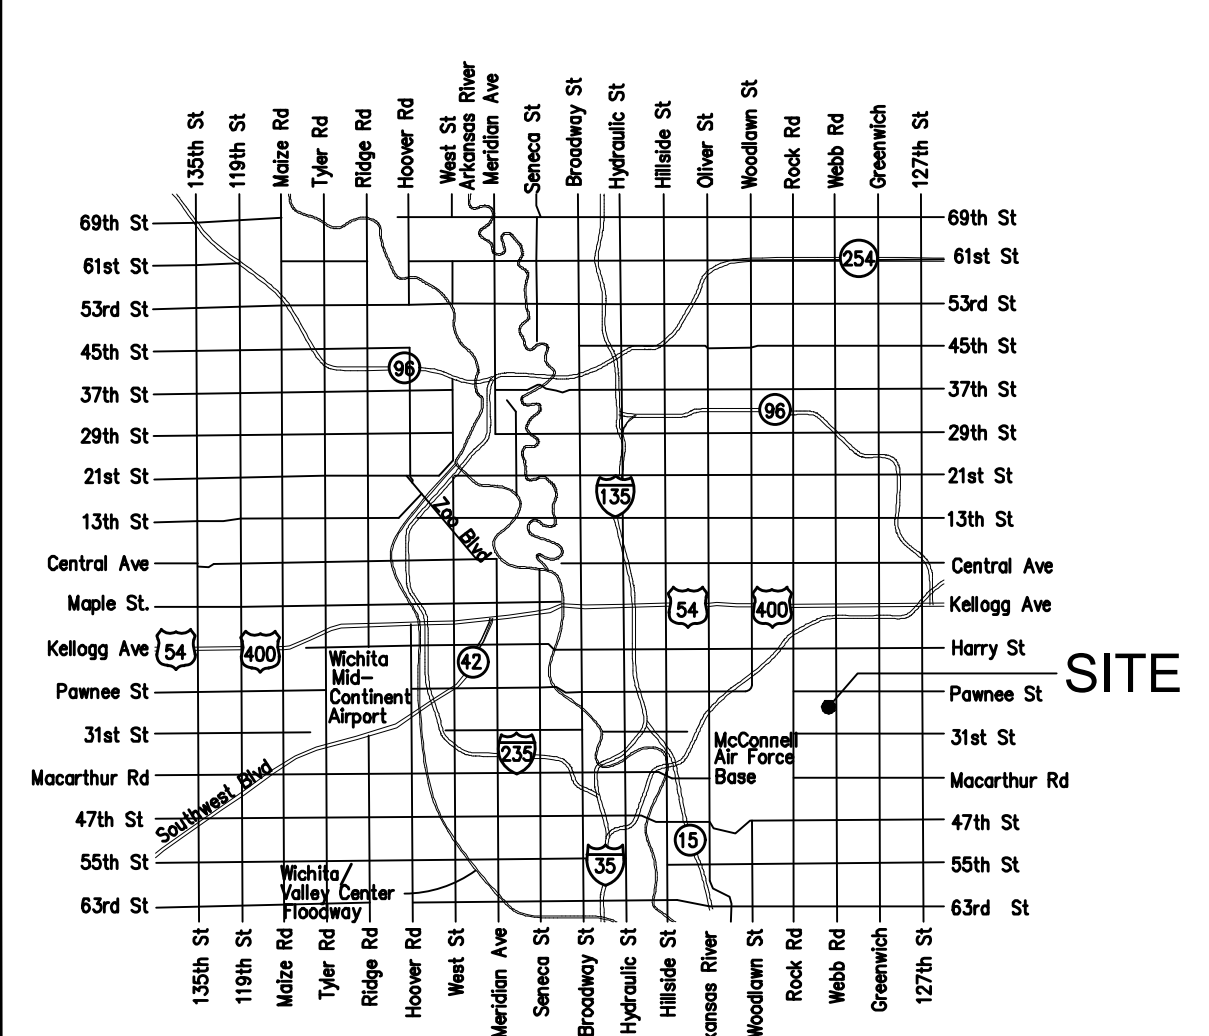 135th St
119th St
Maize Rd
Tyler Rd
Ridge Rd
Hoover Rd
West St
Arkansas River
Meridian Ave
Seneca St
Broadway St
Hydraulic St
Hillside St
Oliver St
Woodlawn St
Rock Rd
Webb Rd
Greenwich
127th St
69th St
61st St
53rd St
45th St
37th St
29th St
21st St
13th St
Central Ave
Maple St.
Kellogg Ave
Pawnee St
31st St
Macarthur Rd
47th St
55th St
63rd St
96
Zoo Blvd
54
400
42
Wichita
Mid-
Continent
Airport
235
Southwest Blvd
Wichita/
Valley Center
Floodway
254
96
135
54
400
McConnell
Air Force
Base
15
35
69th St
61st St
53rd St
45th St
37th St
29th St
21st St
13th St
Central Ave
Kellogg Ave
Harry St
SITE
Pawnee St
31st St
Macarthur Rd
47th St
55th St
63rd St
135th St
119th St
Maize Rd
Tyler Rd
Ridge Rd
Hoover Rd
West St
Meridian Ave
Seneca St
Broadway St
Hydraulic St
Hillside St
kansas River
Woodlawn St
Rock Rd
Webb Rd
Greenwich
127th St